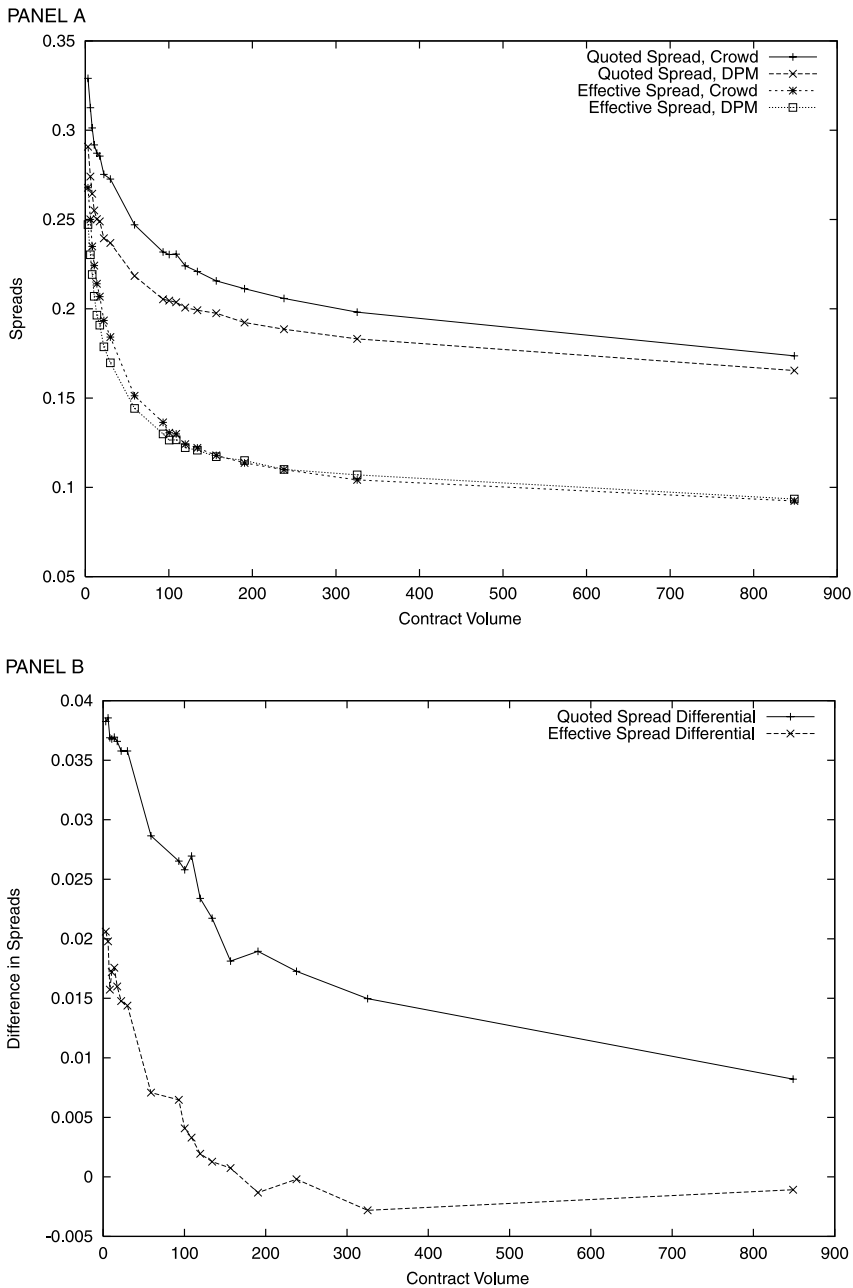 PANEL A
0.35
Quoted Spread, Crowd
Quoted Spread, DPM
Effective Spread, Crowd
Effective Spread, DPM
0.3
0.25
Spreads
0.2
0.15
0.1
0.05
0 100 200 300 400 500 600 700 800 900
Contract Volume
PANEL B
0.04
Quoted Spread Differential
Effective Spread Differential
0.035
0.03
0.025
0.02
Difference in Spreads
0.015
0.01
0.005
0
-0.005
0 100 200 300 400 500 600 700 800 900
Contract Volume